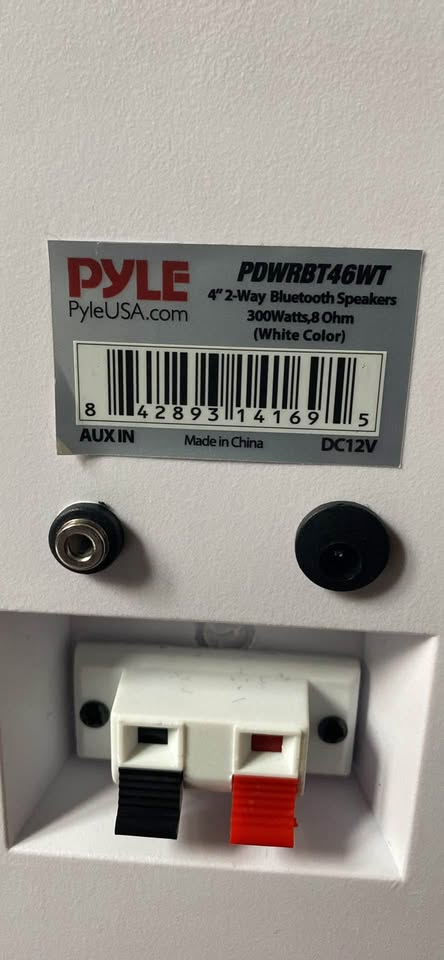 PYLE
PyleUSA.com
PDWRBT46WT
4" 2-Way Bluetooth Speakers
300Watts,8 Ohm
(White Color)
8 42893 14169 5
AUX IN
Made in China
DC12V